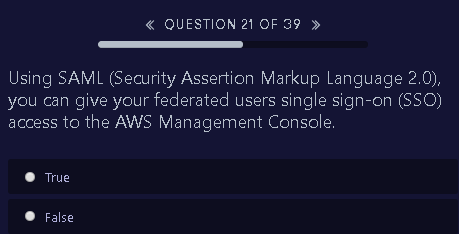 « QUESTION 21 OF 39 »
Using SAML (Security Assertion Markup Language 2.0),
you can give your federated users single sign-on (SSO)
access to the AWS Management Console.
True
False